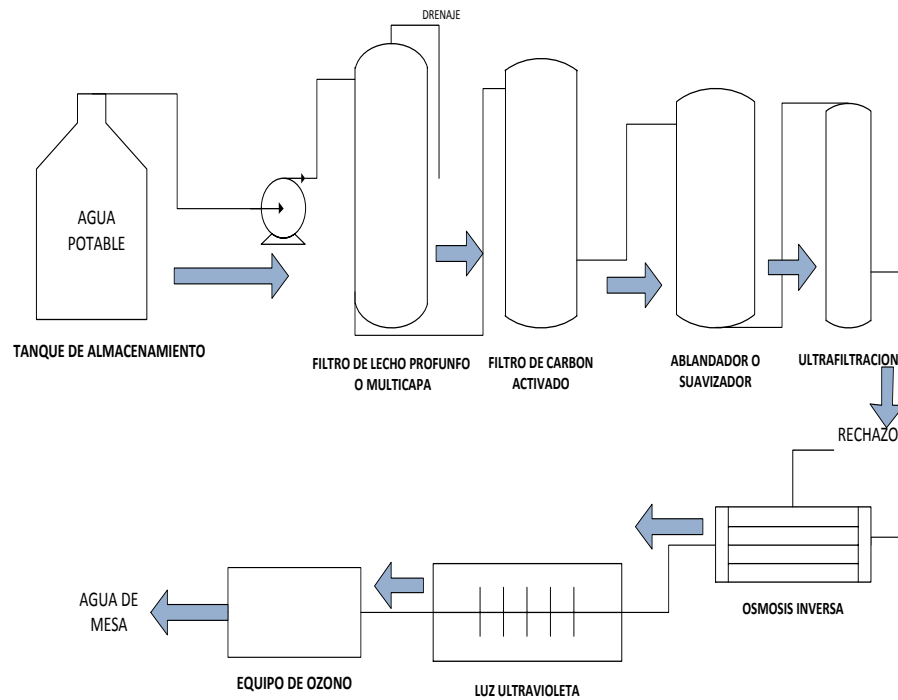 DRENAJE
AGUA
POTABLE
TANQUE DE ALMACENAMIENTO
FILTRO DE LECHO PROFUNFO
O MULTICAPA
FILTRO DE CARBON
ACTIVADO
ABLANDADOR O
SUAVIZADOR
ULTRAFILTRACION
RECHAZO
OSMOSIS INVERSA
LUZ ULTRAVIOLETA
EQUIPO DE OZONO
AGUA DE
MESA